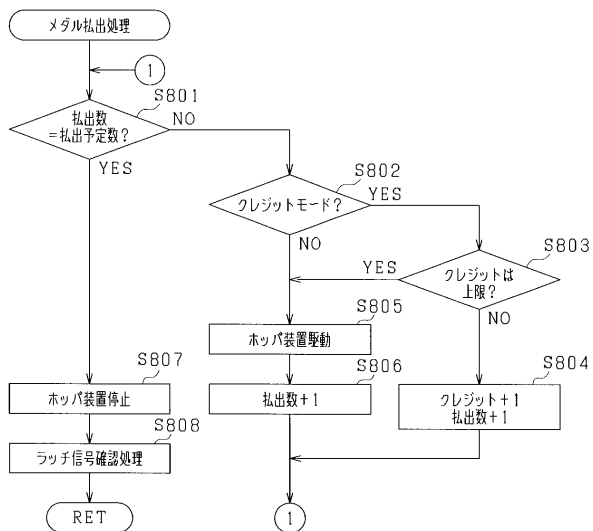 メダル払出処理
1
S801
払出数
=払出予定数?
NO
YES
S802
クレジットモード?
YES
NO
S803
クレジットは
上限?
YES
NO
S805
ホッパ装置駆動
S806
払出数+1
S804
クレジット+1
払出数+1
S807
ホッパ装置停止
S808
ラッチ信号確認処理
RET
1